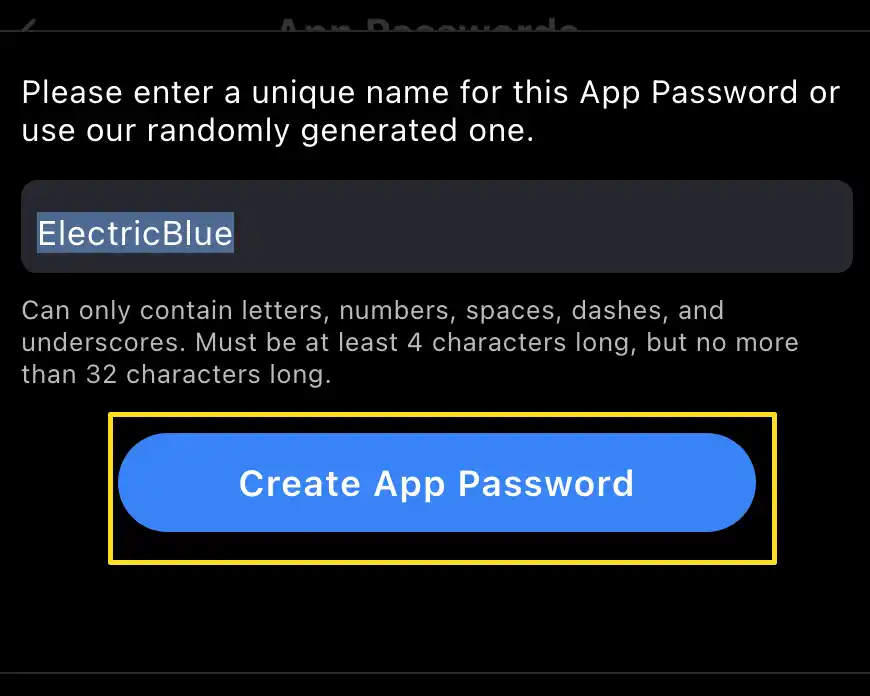 App Passwords
Please enter a unique name for this App Password or
use our randomly generated one.
ElectricBlue
Can only contain letters, numbers, spaces, dashes, and
underscores. Must be at least 4 characters long, but no more
than 32 characters long.
Create App Password